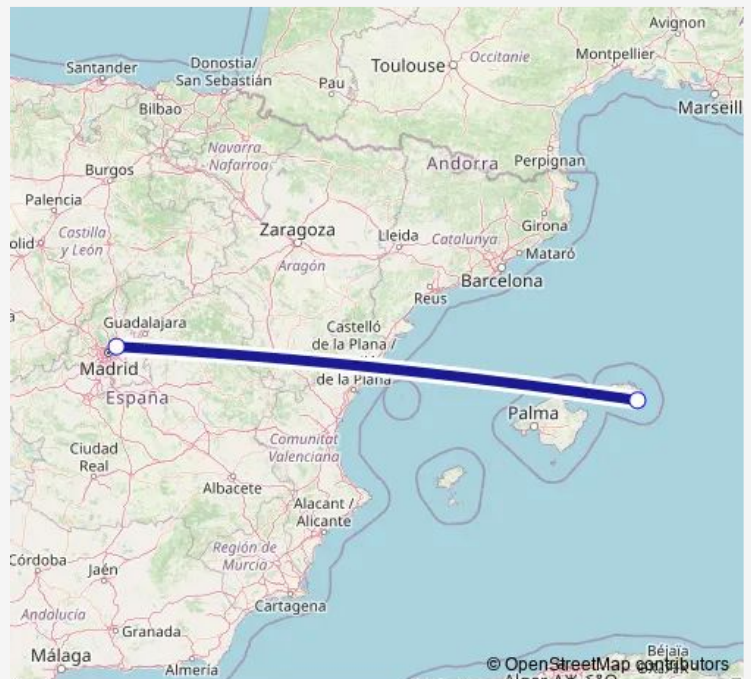 Avignon
Montpellier
Occitanie
Toulouse
Marseill
Donostia/
San Sebastián
Santander
Pau
Bilbao
Navarra
Nafarroa
Andorra
Perpignan
Burgos
Palencia
Castilla
y León
olid
Zaragoza
Aragón
Lleida
Catalunya
Girona
Mataró
Barcelona
Reus
Guadalajara
Castelló
de la Plana /
de la Plana
Madrid
España
Palma
Comunitat
Valenciana
Ciudad
Real
Albacete
Alacant /
Alicante
Región de
Murcia
Córdoba
Jaén
Cartagena
Andalucía
Granada
Málaga
Almería
Béjaïa
© OpenStreetMap contributors